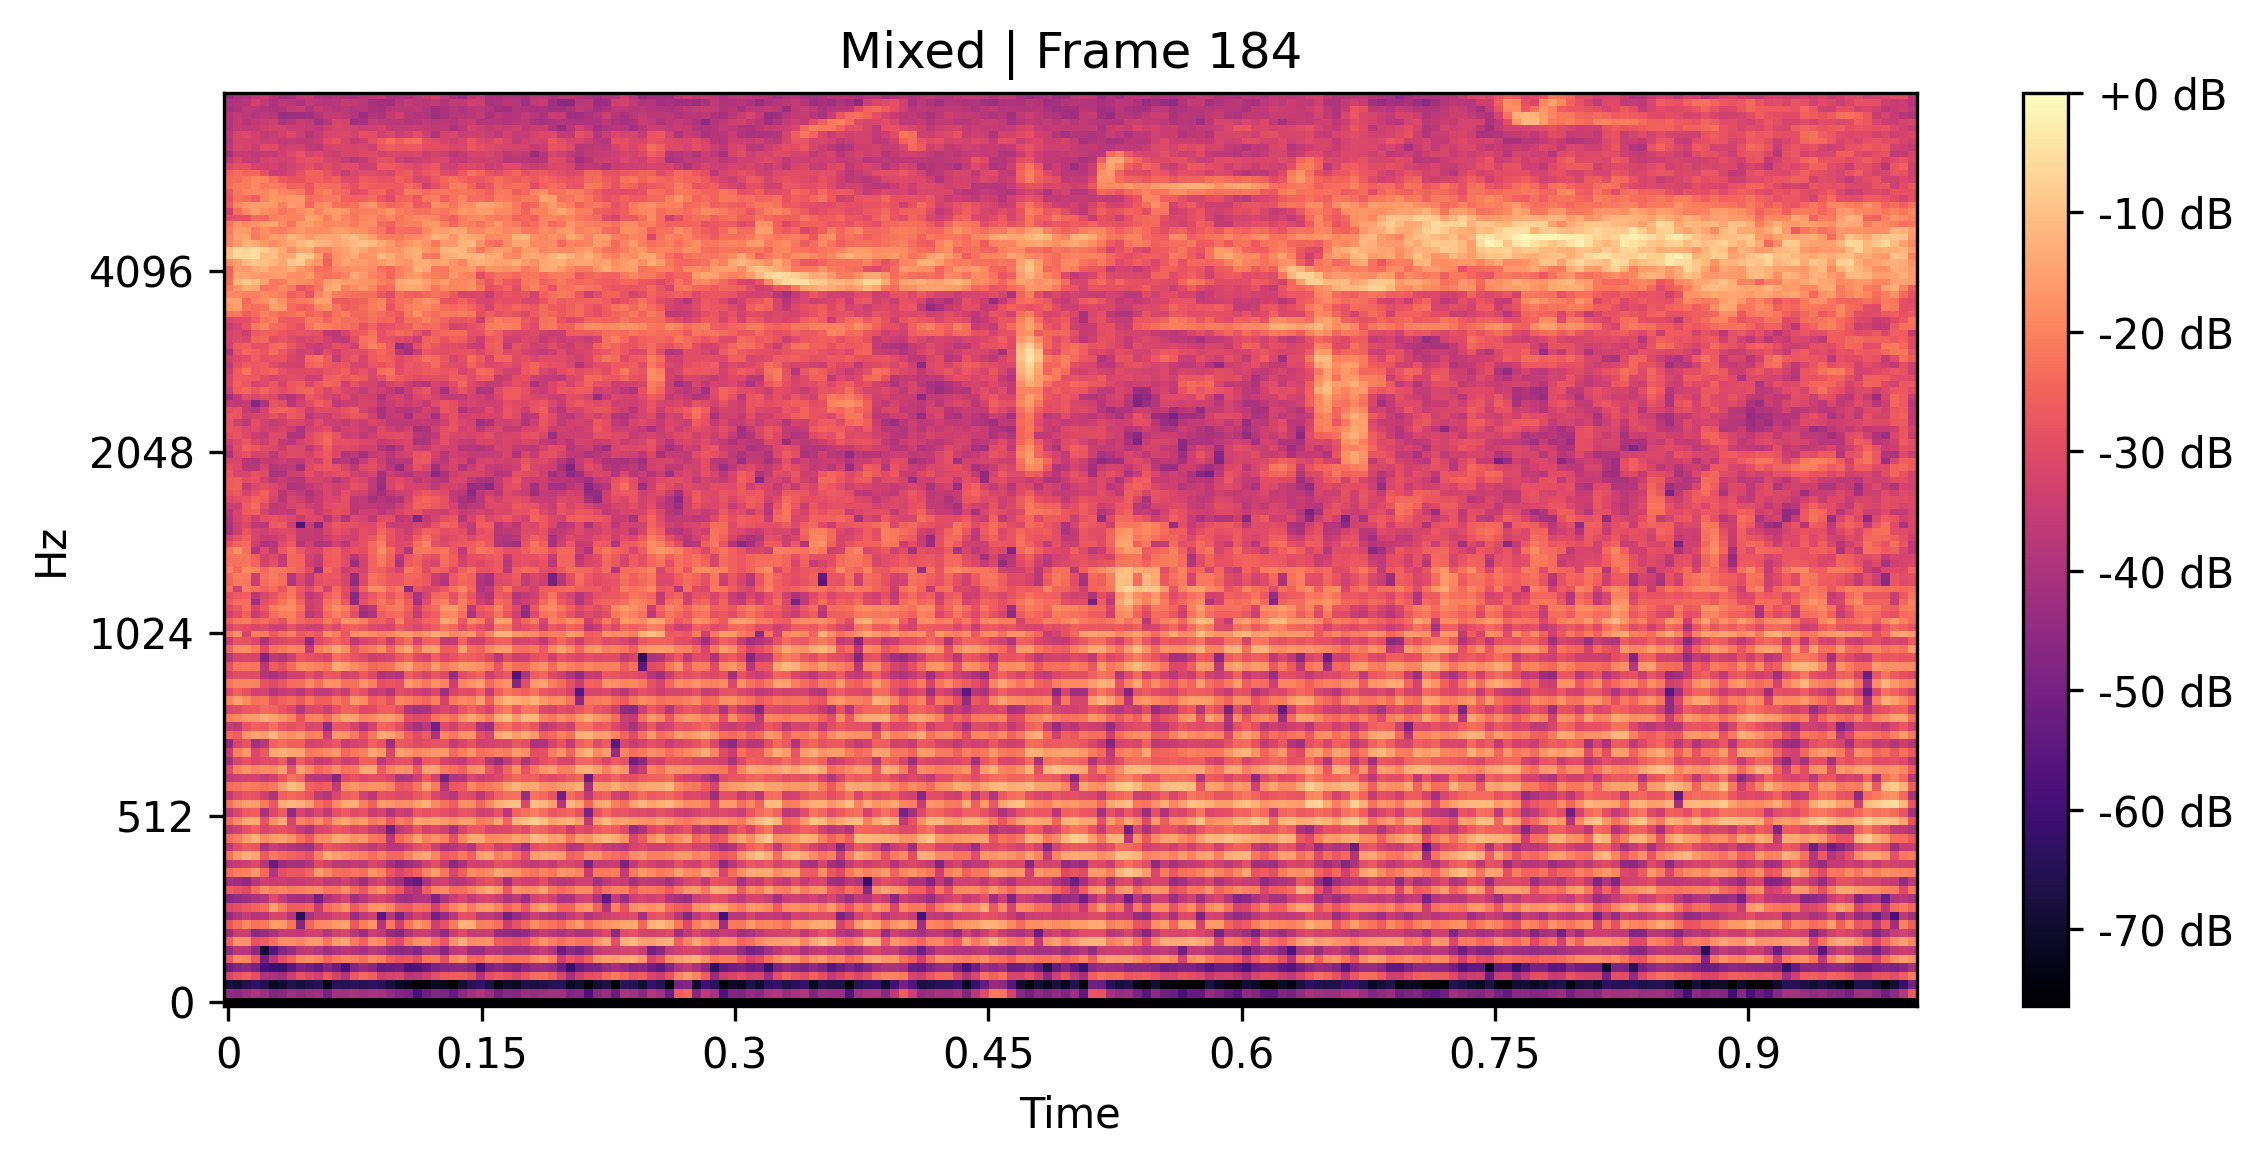 Mixed | Frame 184
+0 dB
-10 dB
-20 dB
-30 dB
-40 dB
-50 dB
-60 dB
-70 dB
4096
2048
1024
512
0
Hz
0 0.15 0.3 0.45 0.6 0.75 0.9
Time